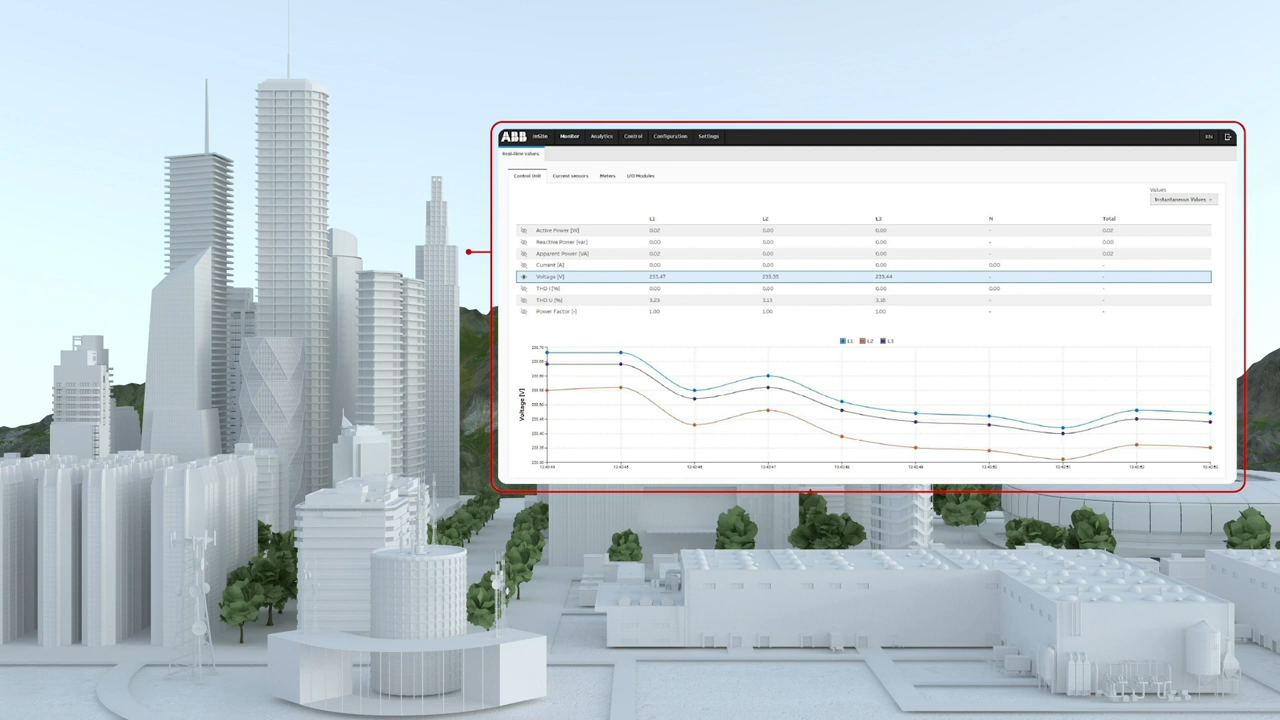 ABB InSite Monitor Analytics Control Configuration Settings EN
Real-time values
Control Unit Current sensors Meters I/O Modules
Values
Instantaneous Values
L1 L2 L3 N Total
Active Power [W] 0.02 0.00 0.00 - 0.02
Reactive Power [var] 0.00 0.00 0.00 - 0.00
Apparent Power [VA] 0.02 0.00 0.00 - 0.02
Current [A] 0.00 0.00 0.00 0.00 -
Voltage [V] 235.47 235.35 235.44 - -
THD I [%] 0.00 0.00 0.00 0.00 -
THD U [%] 3.23 3.13 3.16 - -
Power Factor [-] 1.00 1.00 1.00 - -
L1 L2 L3
Voltage [V]